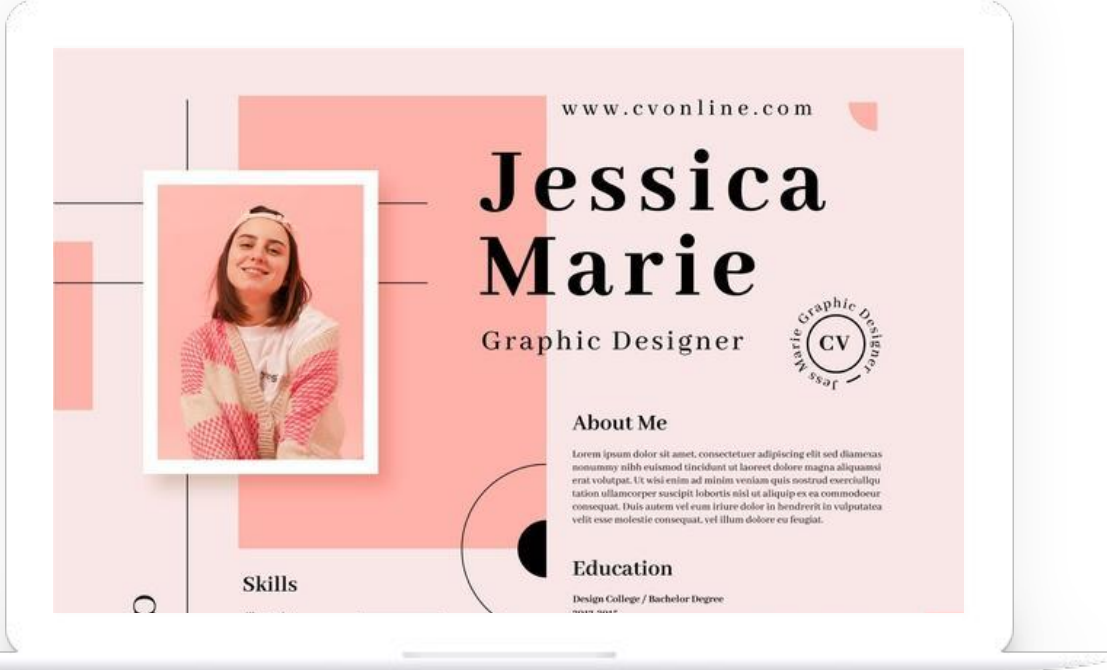 www.cvonline.com
Jessica
Marie
Graphic Designer
Jess Marie Graphic Designer —
CV
About Me
Lorem ipsum dolor sit amet, consectetuer adipiscing elit sed diamexas
nonummy nibh euismod tincidunt ut laoreet dolore magna aliquamsi
erat volutpat. Ut wisi enim ad minim veniam quis nostrud exerciullqu
tation ullamcorper suscipit lobortis nisl ut aliquip ex ea commodoeur
consequat. Duis autem vel eum iriure dolor in hendrerit in vulputatea
velit esse molestie consequat, vel illum dolore eu feugiat.
Skills
Education
Design College / Bachelor Degree